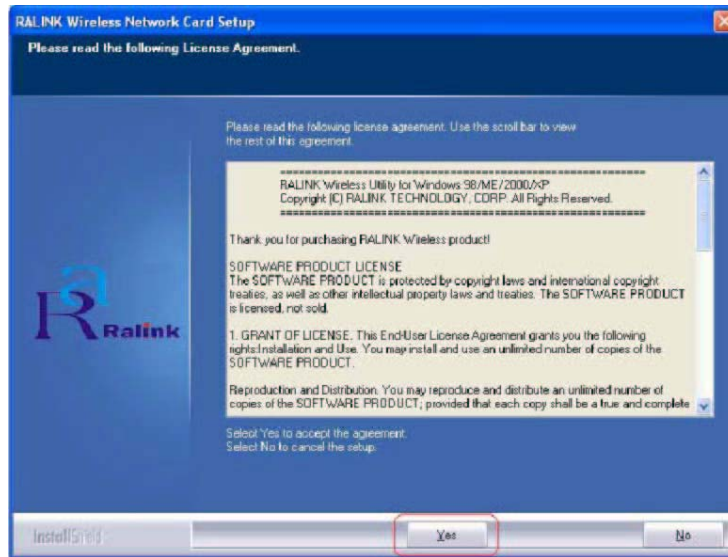 RALINK Wireless Network Card Setup
Please read the following License Agreement.
Please read the following license agreement. Use the scroll bar to view
the rest of this agreement.
============================================================
RALINK Wireless Utility for Windows 98/ME/2000/XP
Copyright (C) RALINK TECHNOLOGY, CORP. All Rights Reserved.
============================================================
Thank you for purchasing RALINK Wireless product!
SOFTWARE PRODUCT LICENSE
The SOFTWARE PRODUCT is protected by copyright laws and international copyright
treaties, as well as other intellectual property laws and treaties. The SOFTWARE PRODUCT
is licensed, not sold.
1. GRANT OF LICENSE. This End-User License Agreement grants you the following
rights:Installation and Use. You may install and use an unlimited number of copies of the
SOFTWARE PRODUCT.
Reproduction and Distribution. You may reproduce and distribute an unlimited number of
copies of the SOFTWARE PRODUCT; provided that each copy shall be a true and complete
Ralink
Select Yes to accept the agreement.
Select No to cancel the setup.
InstallShield
Yes
No